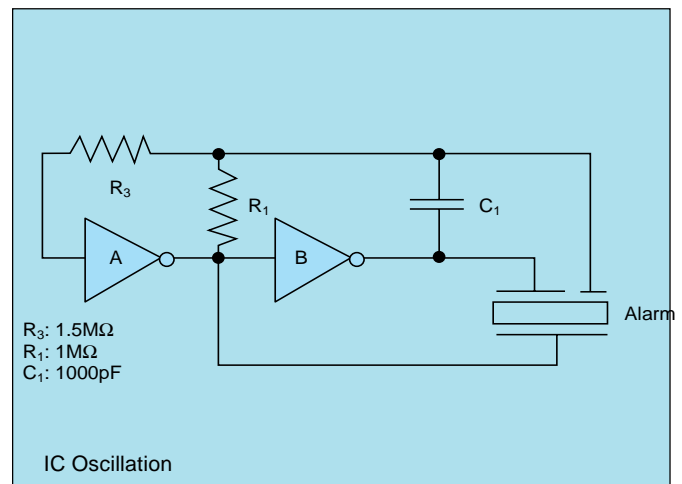 R₃
R₁
C₁
A
B
Alarm
R₃: 1.5MΩ
R₁: 1MΩ
C₁: 1000pF
IC Oscillation